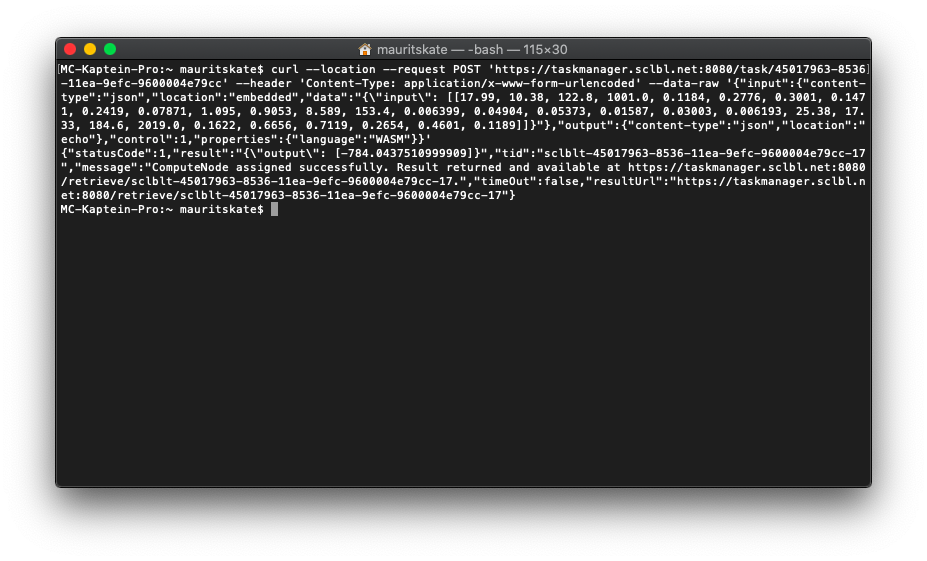 mauritskate — -bash — 115×30
[MC-Kaptein-Pro:~ mauritskate$ curl --location --request POST 'https://taskmanager.sclbl.net:8080/task/45017963-8536]
-11ea-9efc-9600004e79cc' --header 'Content-Type: application/x-www-form-urlencoded' --data-raw '{"input":{"content-
type":"json","location":"embedded","data":"{\"input\": [[17.99, 10.38, 122.8, 1001.0, 0.1184, 0.2776, 0.3001, 0.147
1, 0.2419, 0.07871, 1.095, 0.9053, 8.589, 153.4, 0.006399, 0.04904, 0.05373, 0.01587, 0.03003, 0.006193, 25.38, 17.
33, 184.6, 2019.0, 0.1622, 0.6656, 0.7119, 0.2654, 0.4601, 0.1189]]}"},"output":{"content-type":"json","location":"
echo"},"control":1,"properties":{"language":"WASM"}}'
{"statusCode":1,"result":"{\"output\": [-784.0437510999909]}","tid":"sclblt-45017963-8536-11ea-9efc-9600004e79cc-17
","message":"ComputeNode assigned successfully. Result returned and available at https://taskmanager.sclbl.net:8080
/retrieve/sclblt-45017963-8536-11ea-9efc-9600004e79cc-17.","timeOut":false,"resultUrl":"https://taskmanager.sclbl.n
et:8080/retrieve/sclblt-45017963-8536-11ea-9efc-9600004e79cc-17"}
MC-Kaptein-Pro:~ mauritskate$